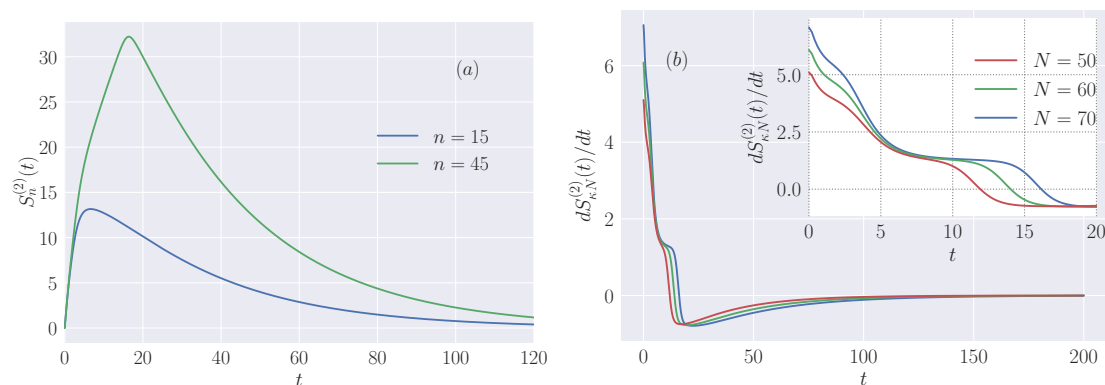 (a)
S_n^{(2)}(t)
30
25
20
15
10
5
0
n = 15
n = 45
0 20 40 60 80 100 120
t
(b)
dS_{κN}^{(2)}(t)/dt
6
4
2
0
0 50 100 150 200
t
dS_{κN}^{(2)}(t)/dt
5.0
2.5
0.0
N = 50
N = 60
N = 70
0 5 10 15 20
t